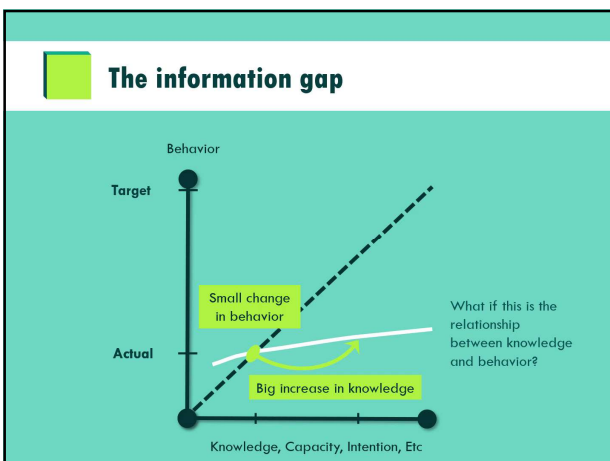 The information gap
Behavior
Target
Small change
in behavior
What if this is the
relationship
between knowledge
and behavior?
Actual
Big increase in knowledge
Knowledge, Capacity, Intention, Etc